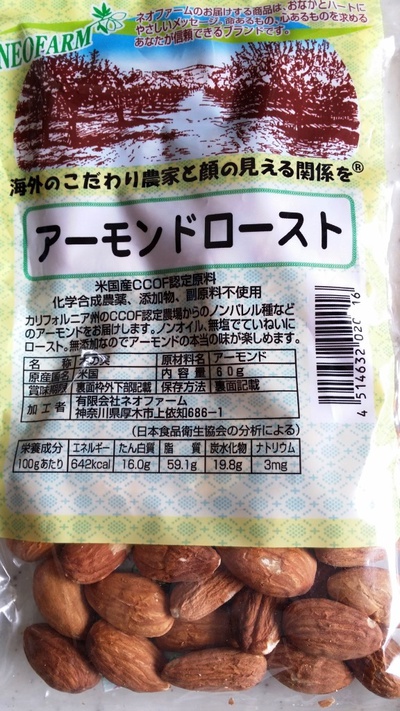 NEOFARM
ネオファームのお届けする商品は、おなかとハートに
やさしいメッセージ。命あるもの、心あるものを求める
あなたが信頼できるブランドです。
海外のこだわり農家と顔の見える関係を®
アーモンドロースト
米国産CCOF認定原料
化学合成農薬、添加物、副原料不使用
カリフォルニア州のCCOF認定農場からのノンパレル種など
のアーモンドをお届けします。ノンオイル、無塩でていねいに
ロースト。無添加なのでアーモンドの本当の味が楽しめます。
名称 原材料名 アーモンド
原産国名 米国 内容量 60g
賞味期限 裏面枠外下部記載 保存方法 裏面記載
加工者 有限会社ネオファーム
神奈川県厚木市上依知686-1
(日本食品衛生協会の分析による)
栄養成分 エネルギー たん白質 脂質 炭水化物 ナトリウム
100gあたり 642kcal 16.0g 59.1g 19.8g 3mg
4 514632 020 16